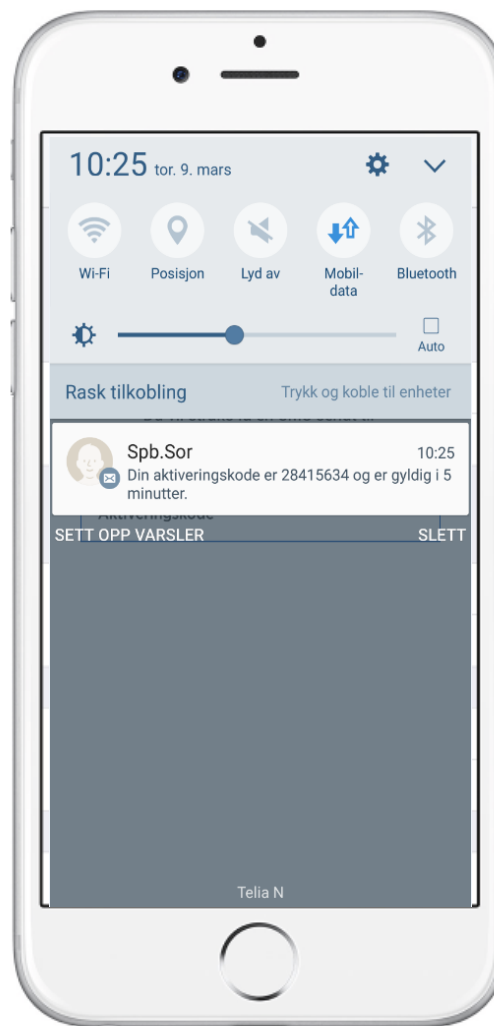 10:25 tor. 9. mars
Wi-Fi
Posisjon
Lyd av
Mobil-
data
Bluetooth
Auto
Rask tilkobling
Trykk og koble til enheter
Spb.Sor
10:25
Din aktiveringskode er 28415634 og er gyldig i 5
minutter.
Aktiveringskode
SETT OPP VARSLER
SLETT
Telia N